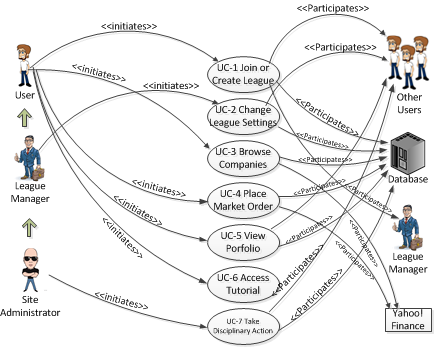 <<initiates>>
<<Participates>>
UC-1 Join or
Create League
<<Participates>>
User
<<initiates>>
<<initiates>>
Other
Users
UC-2 Change
League Settings
<<Participates>>
<<Participates>>
UC-3 Browse
Companies
<<Participates>>
Database
League
Manager
<<initiates>>
UC-4 Place
Market Order
<<Participates>>
<<Participates>>
<<initiates>>
UC-5 View
Porfolio
<<Participates>>
<<Participates>>
League
Manager
<<initiates>>
UC-6 Access
Tutorial
<<Participates>>
Site
Administrator
<<initiates>>
UC-7 Take
Disciplinary Action
<<Participates>>
Yahoo!
Finance